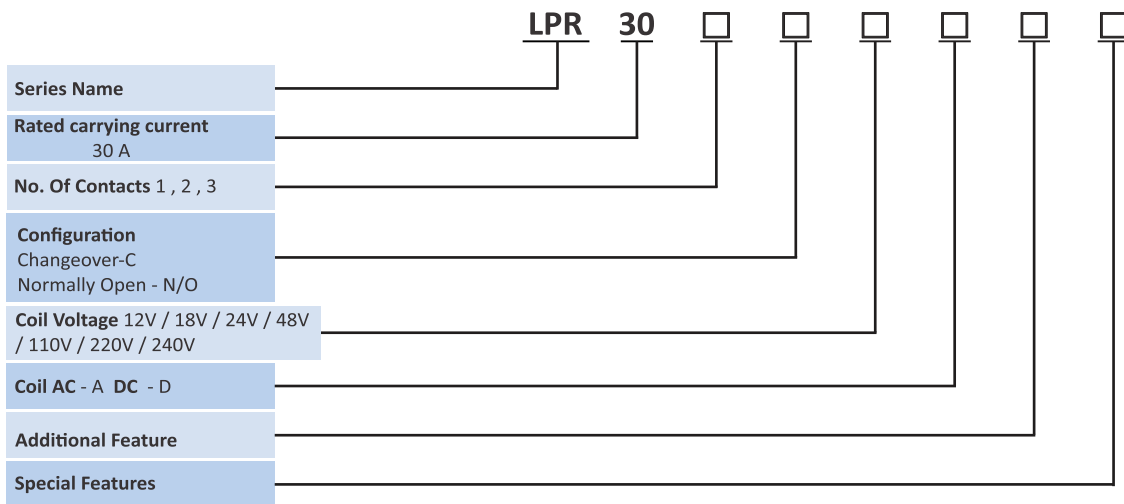 LPR 30
Series Name
Rated carrying current
30 A
No. Of Contacts 1 , 2 , 3
Configuration
Changeover-C
Normally Open - N/O
Coil Voltage 12V / 18V / 24V / 48V
/ 110V / 220V / 240V
Coil AC - A DC - D
Additional Feature
Special Features